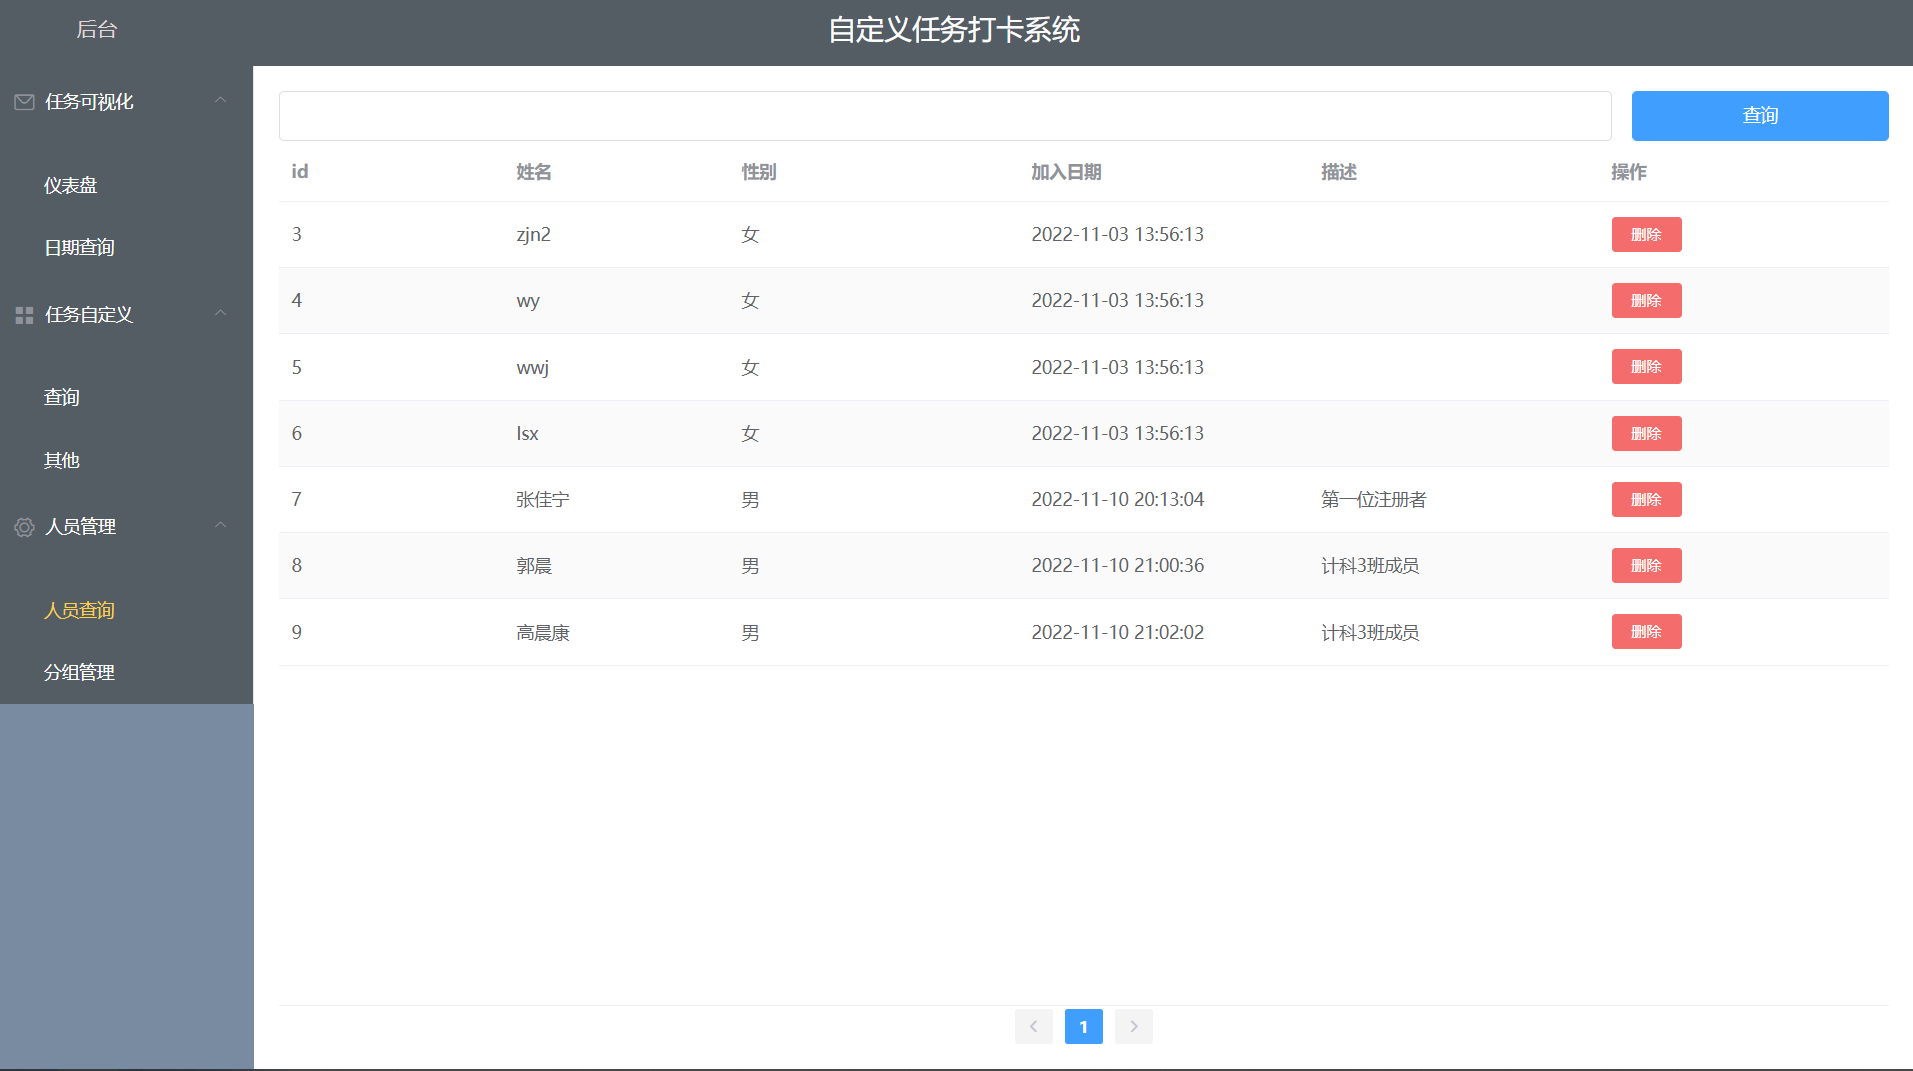 后台
自定义任务打卡系统
任务可视化
仪表盘
日期查询
任务自定义
查询
其他
人员管理
人员查询
分组管理
查询
id 姓名 性别 加入日期 描述 操作
3 zjn2 女 2022-11-03 13:56:13 删除
4 wy 女 2022-11-03 13:56:13 删除
5 wwj 女 2022-11-03 13:56:13 删除
6 lsx 女 2022-11-03 13:56:13 删除
7 张佳宁 男 2022-11-10 20:13:04 第一位注册者 删除
8 郭晨 男 2022-11-10 21:00:36 计科3班成员 删除
9 高晨康 男 2022-11-10 21:02:02 计科3班成员 删除
1